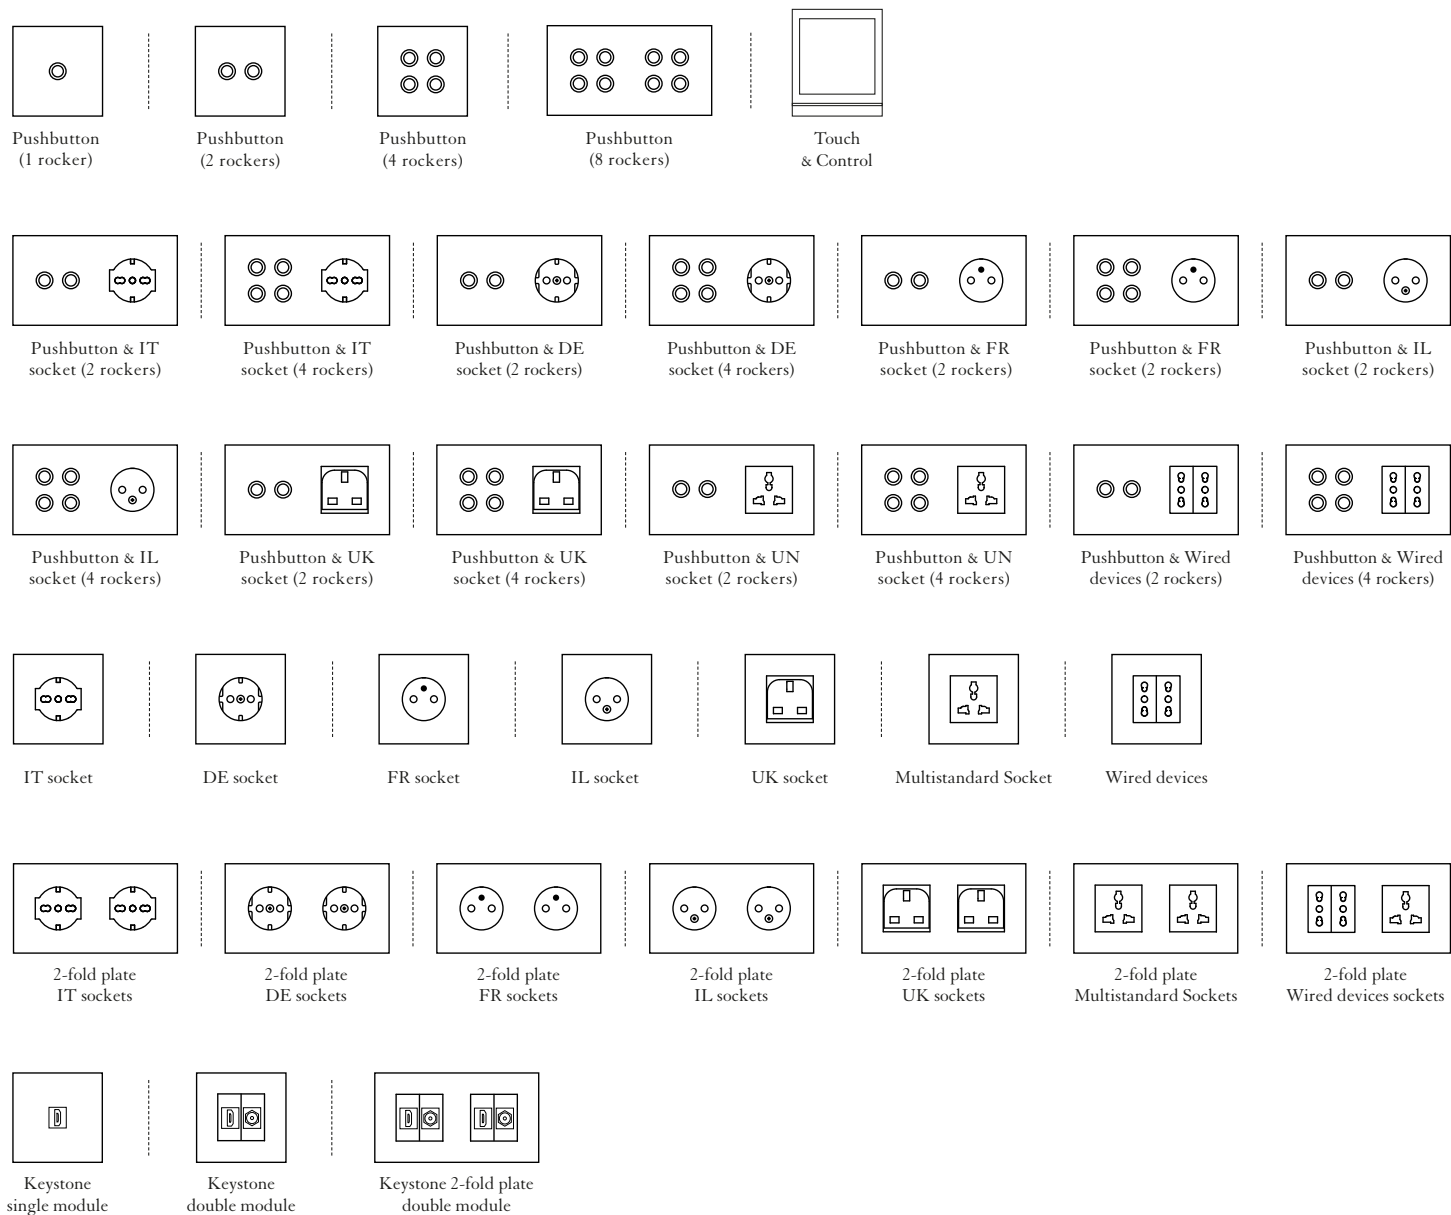 Pushbutton
(1 rocker)
Pushbutton
(2 rockers)
Pushbutton
(4 rockers)
Pushbutton
(8 rockers)
Touch
& Control
Pushbutton & IT
socket (2 rockers)
Pushbutton & IT
socket (4 rockers)
Pushbutton & DE
socket (2 rockers)
Pushbutton & DE
socket (4 rockers)
Pushbutton & FR
socket (2 rockers)
Pushbutton & FR
socket (2 rockers)
Pushbutton & IL
socket (2 rockers)
Pushbutton & IL
socket (4 rockers)
Pushbutton & UK
socket (2 rockers)
Pushbutton & UK
socket (4 rockers)
Pushbutton & UN
socket (2 rockers)
Pushbutton & UN
socket (4 rockers)
Pushbutton & Wired
devices (2 rockers)
Pushbutton & Wired
devices (4 rockers)
IT socket
DE socket
FR socket
IL socket
UK socket
Multistandard Socket
Wired devices
2-fold plate
IT sockets
2-fold plate
DE sockets
2-fold plate
FR sockets
2-fold plate
IL sockets
2-fold plate
UK sockets
2-fold plate
Multistandard Sockets
2-fold plate
Wired devices sockets
Keystone
single module
Keystone
double module
Keystone 2-fold plate
double module